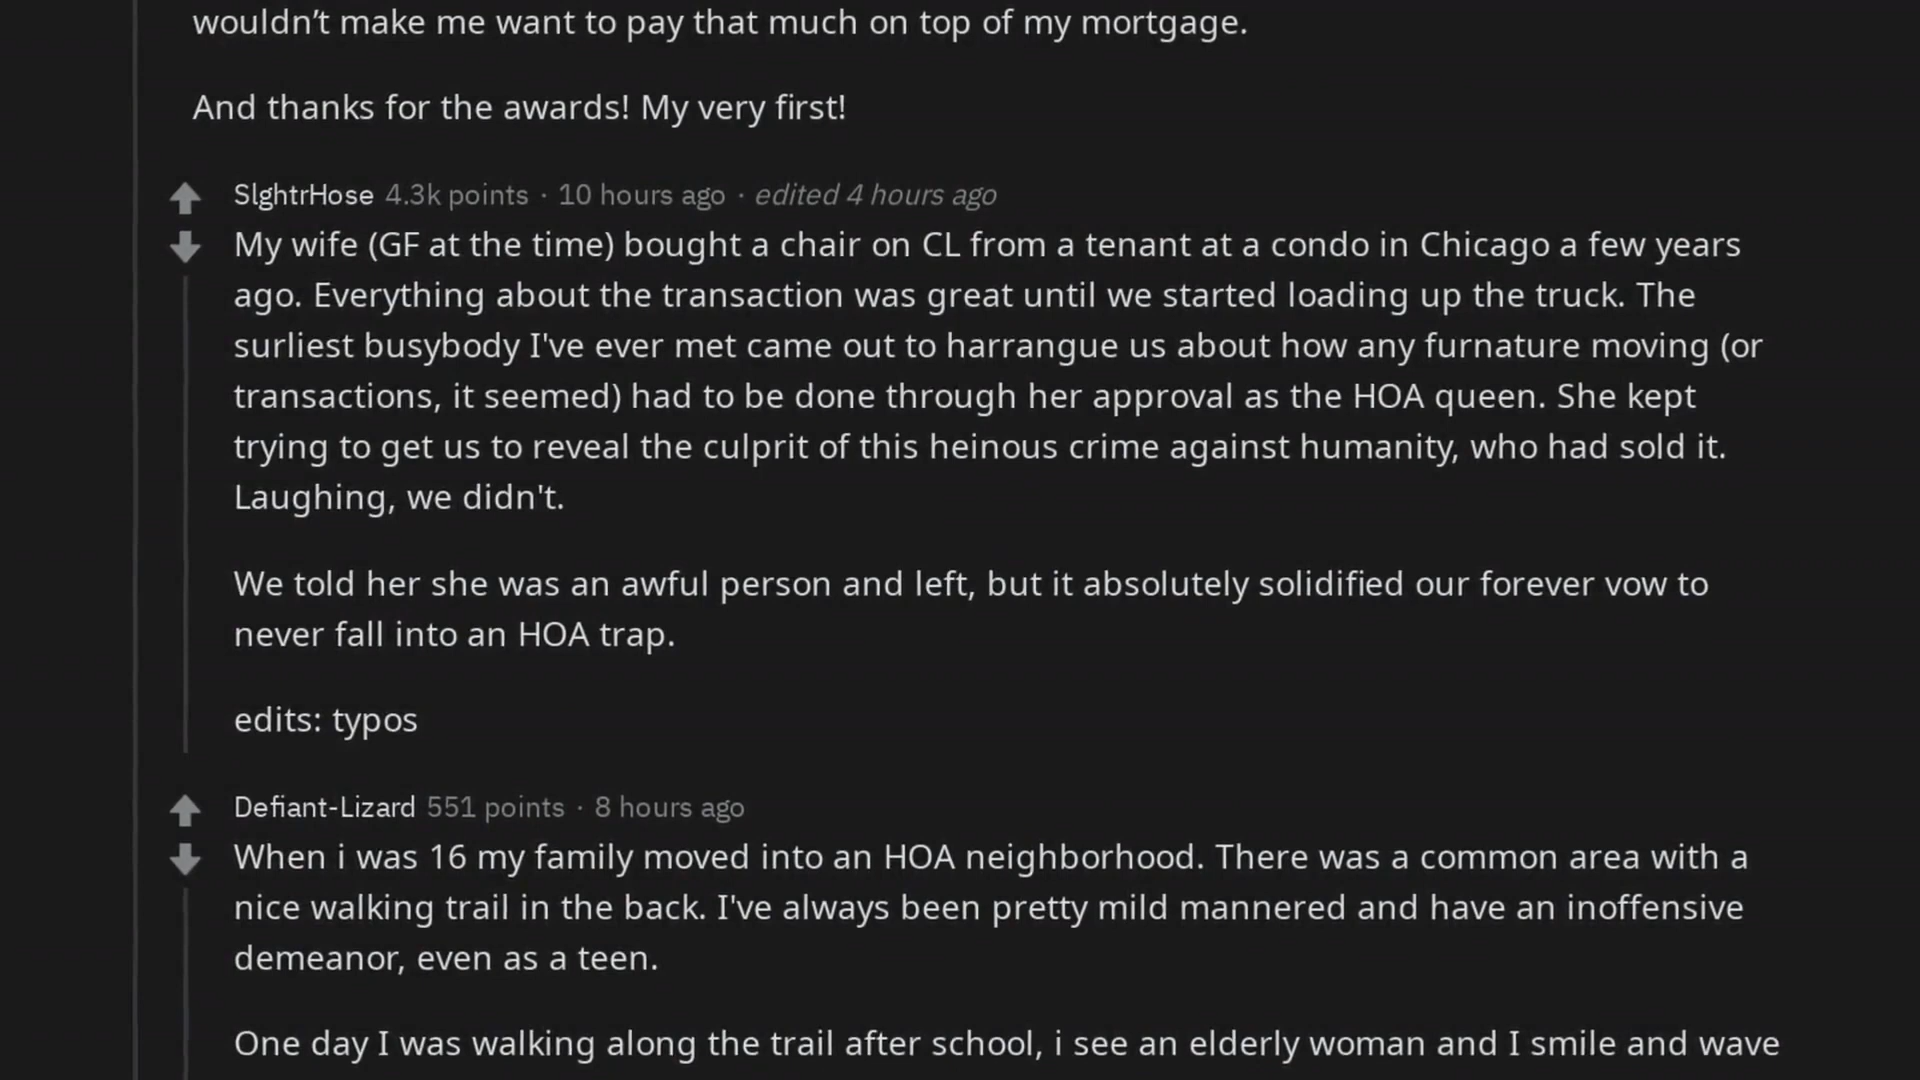 wouldn’t make me want to pay that much on top of my mortgage.
And thanks for the awards! My very first!
SlghtrHose 4.3k points · 10 hours ago · edited 4 hours ago
My wife (GF at the time) bought a chair on CL from a tenant at a condo in Chicago a few years
ago. Everything about the transaction was great until we started loading up the truck. The
surliest busybody I've ever met came out to harrangue us about how any furnature moving (or
transactions, it seemed) had to be done through her approval as the HOA queen. She kept
trying to get us to reveal the culprit of this heinous crime against humanity, who had sold it.
Laughing, we didn't.
We told her she was an awful person and left, but it absolutely solidified our forever vow to
never fall into an HOA trap.
edits: typos
Defiant-Lizard 551 points · 8 hours ago
When i was 16 my family moved into an HOA neighborhood. There was a common area with a
nice walking trail in the back. I've always been pretty mild mannered and have an inoffensive
demeanor, even as a teen.
One day I was walking along the trail after school, i see an elderly woman and I smile and wave